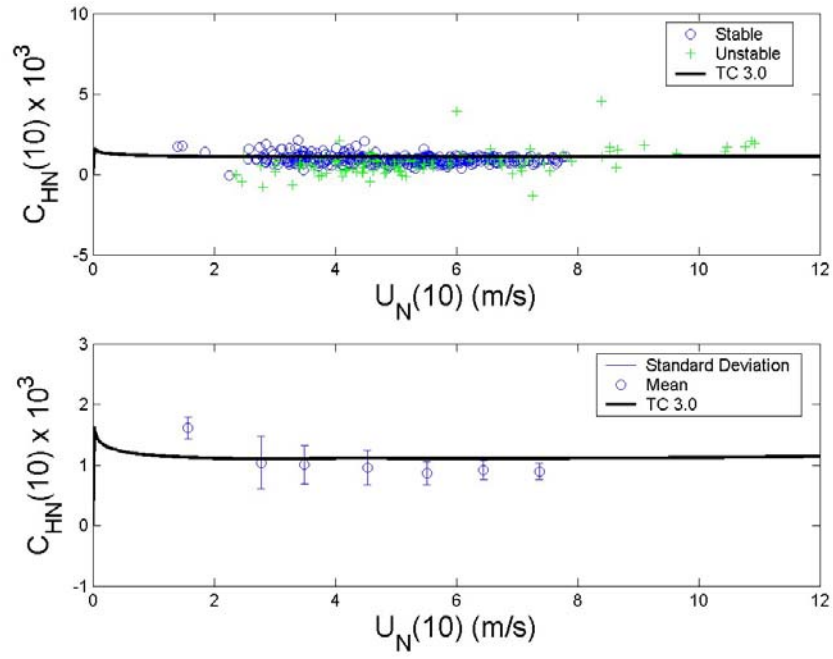 10
5
0
-5
C_HN(10) x 10^3
Stable
Unstable
TC 3.0
0 2 4 6 8 10 12
U_N(10) (m/s)
3
2
1
0
-1
C_HN(10) x 10^3
Standard Deviation
Mean
TC 3.0
0 2 4 6 8 10 12
U_N(10) (m/s)